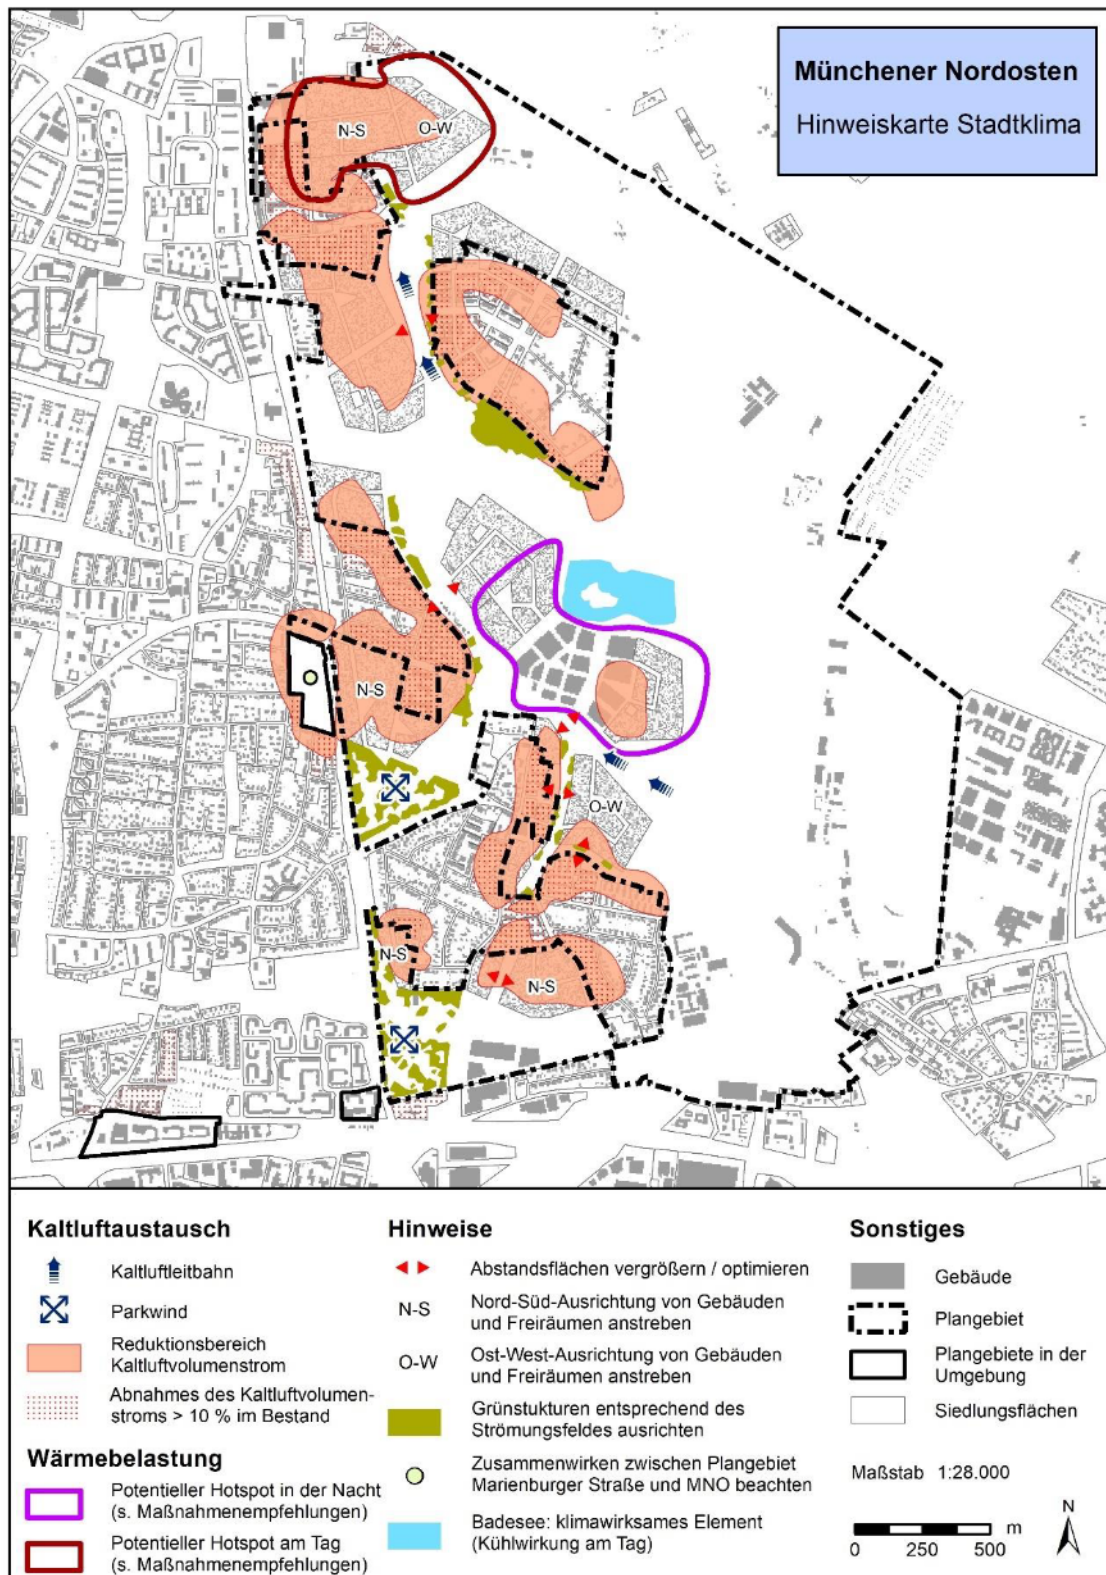 Münchener Nordosten
Hinweiskarte Stadtklima
N-S
O-W
N-S
O-W
N-S
N-S
Kaltluftaustausch
Kaltluftleitbahn
Parkwind
Reduktionsbereich
Kaltluftvolumenstrom
Abnahmes des Kaltluftvolumen-
stroms > 10 % im Bestand
Wärmebelastung
Potentieller Hotspot in der Nacht
(s. Maßnahmenempfehlungen)
Potentieller Hotspot am Tag
(s. Maßnahmenempfehlungen)
Hinweise
Abstandsflächen vergrößern / optimieren
N-S
Nord-Süd-Ausrichtung von Gebäuden
und Freiräumen anstreben
O-W
Ost-West-Ausrichtung von Gebäuden
und Freiräumen anstreben
Grünstukturen entsprechend des
Strömungsfeldes ausrichten
Zusammenwirken zwischen Plangebiet
Marienburger Straße und MNO beachten
Badesee: klimawirksames Element
(Kühlwirkung am Tag)
Sonstiges
Gebäude
Plangebiet
Plangebiete in der
Umgebung
Siedlungsflächen
Maßstab 1:28.000
N
m
0 250 500